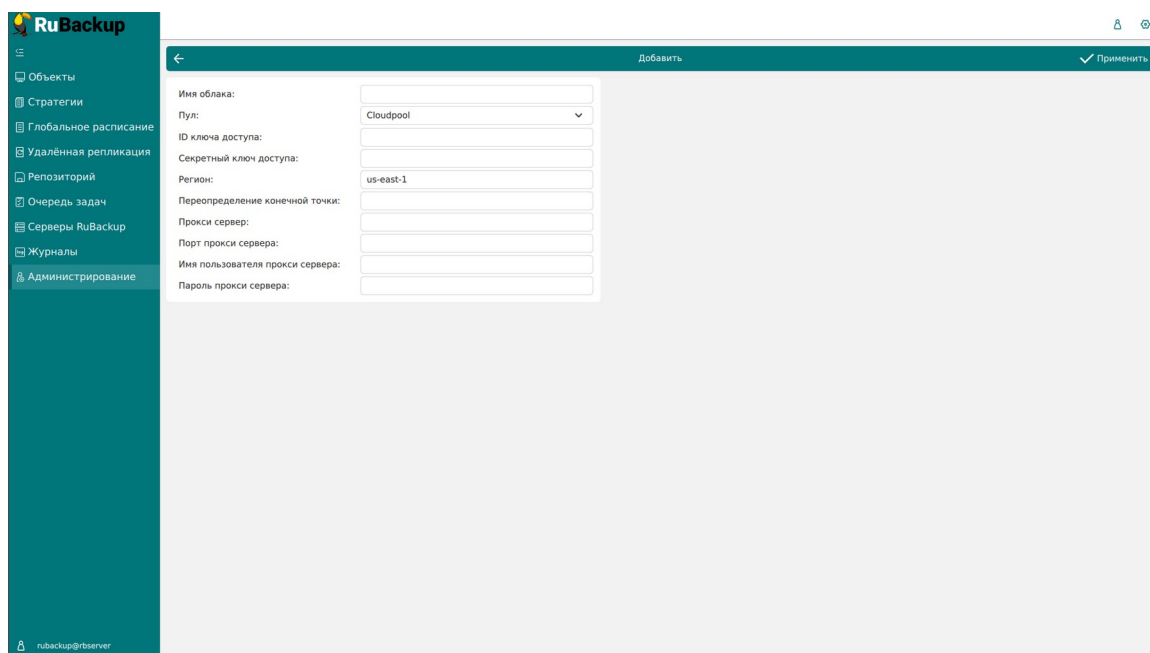 RuBackup
Добавить
Применить
Объекты
Стратегии
Глобальное расписание
Удалённая репликация
Репозиторий
Очередь задач
Серверы RuBackup
Журналы
Администрирование
Имя облака:
Пул: Cloudpool
ID ключа доступа:
Секретный ключ доступа:
Регион: us-east-1
Переопределение конечной точки:
Прокси сервер:
Порт прокси сервера:
Имя пользователя прокси сервера:
Пароль прокси сервера:
rubackup@rbserver